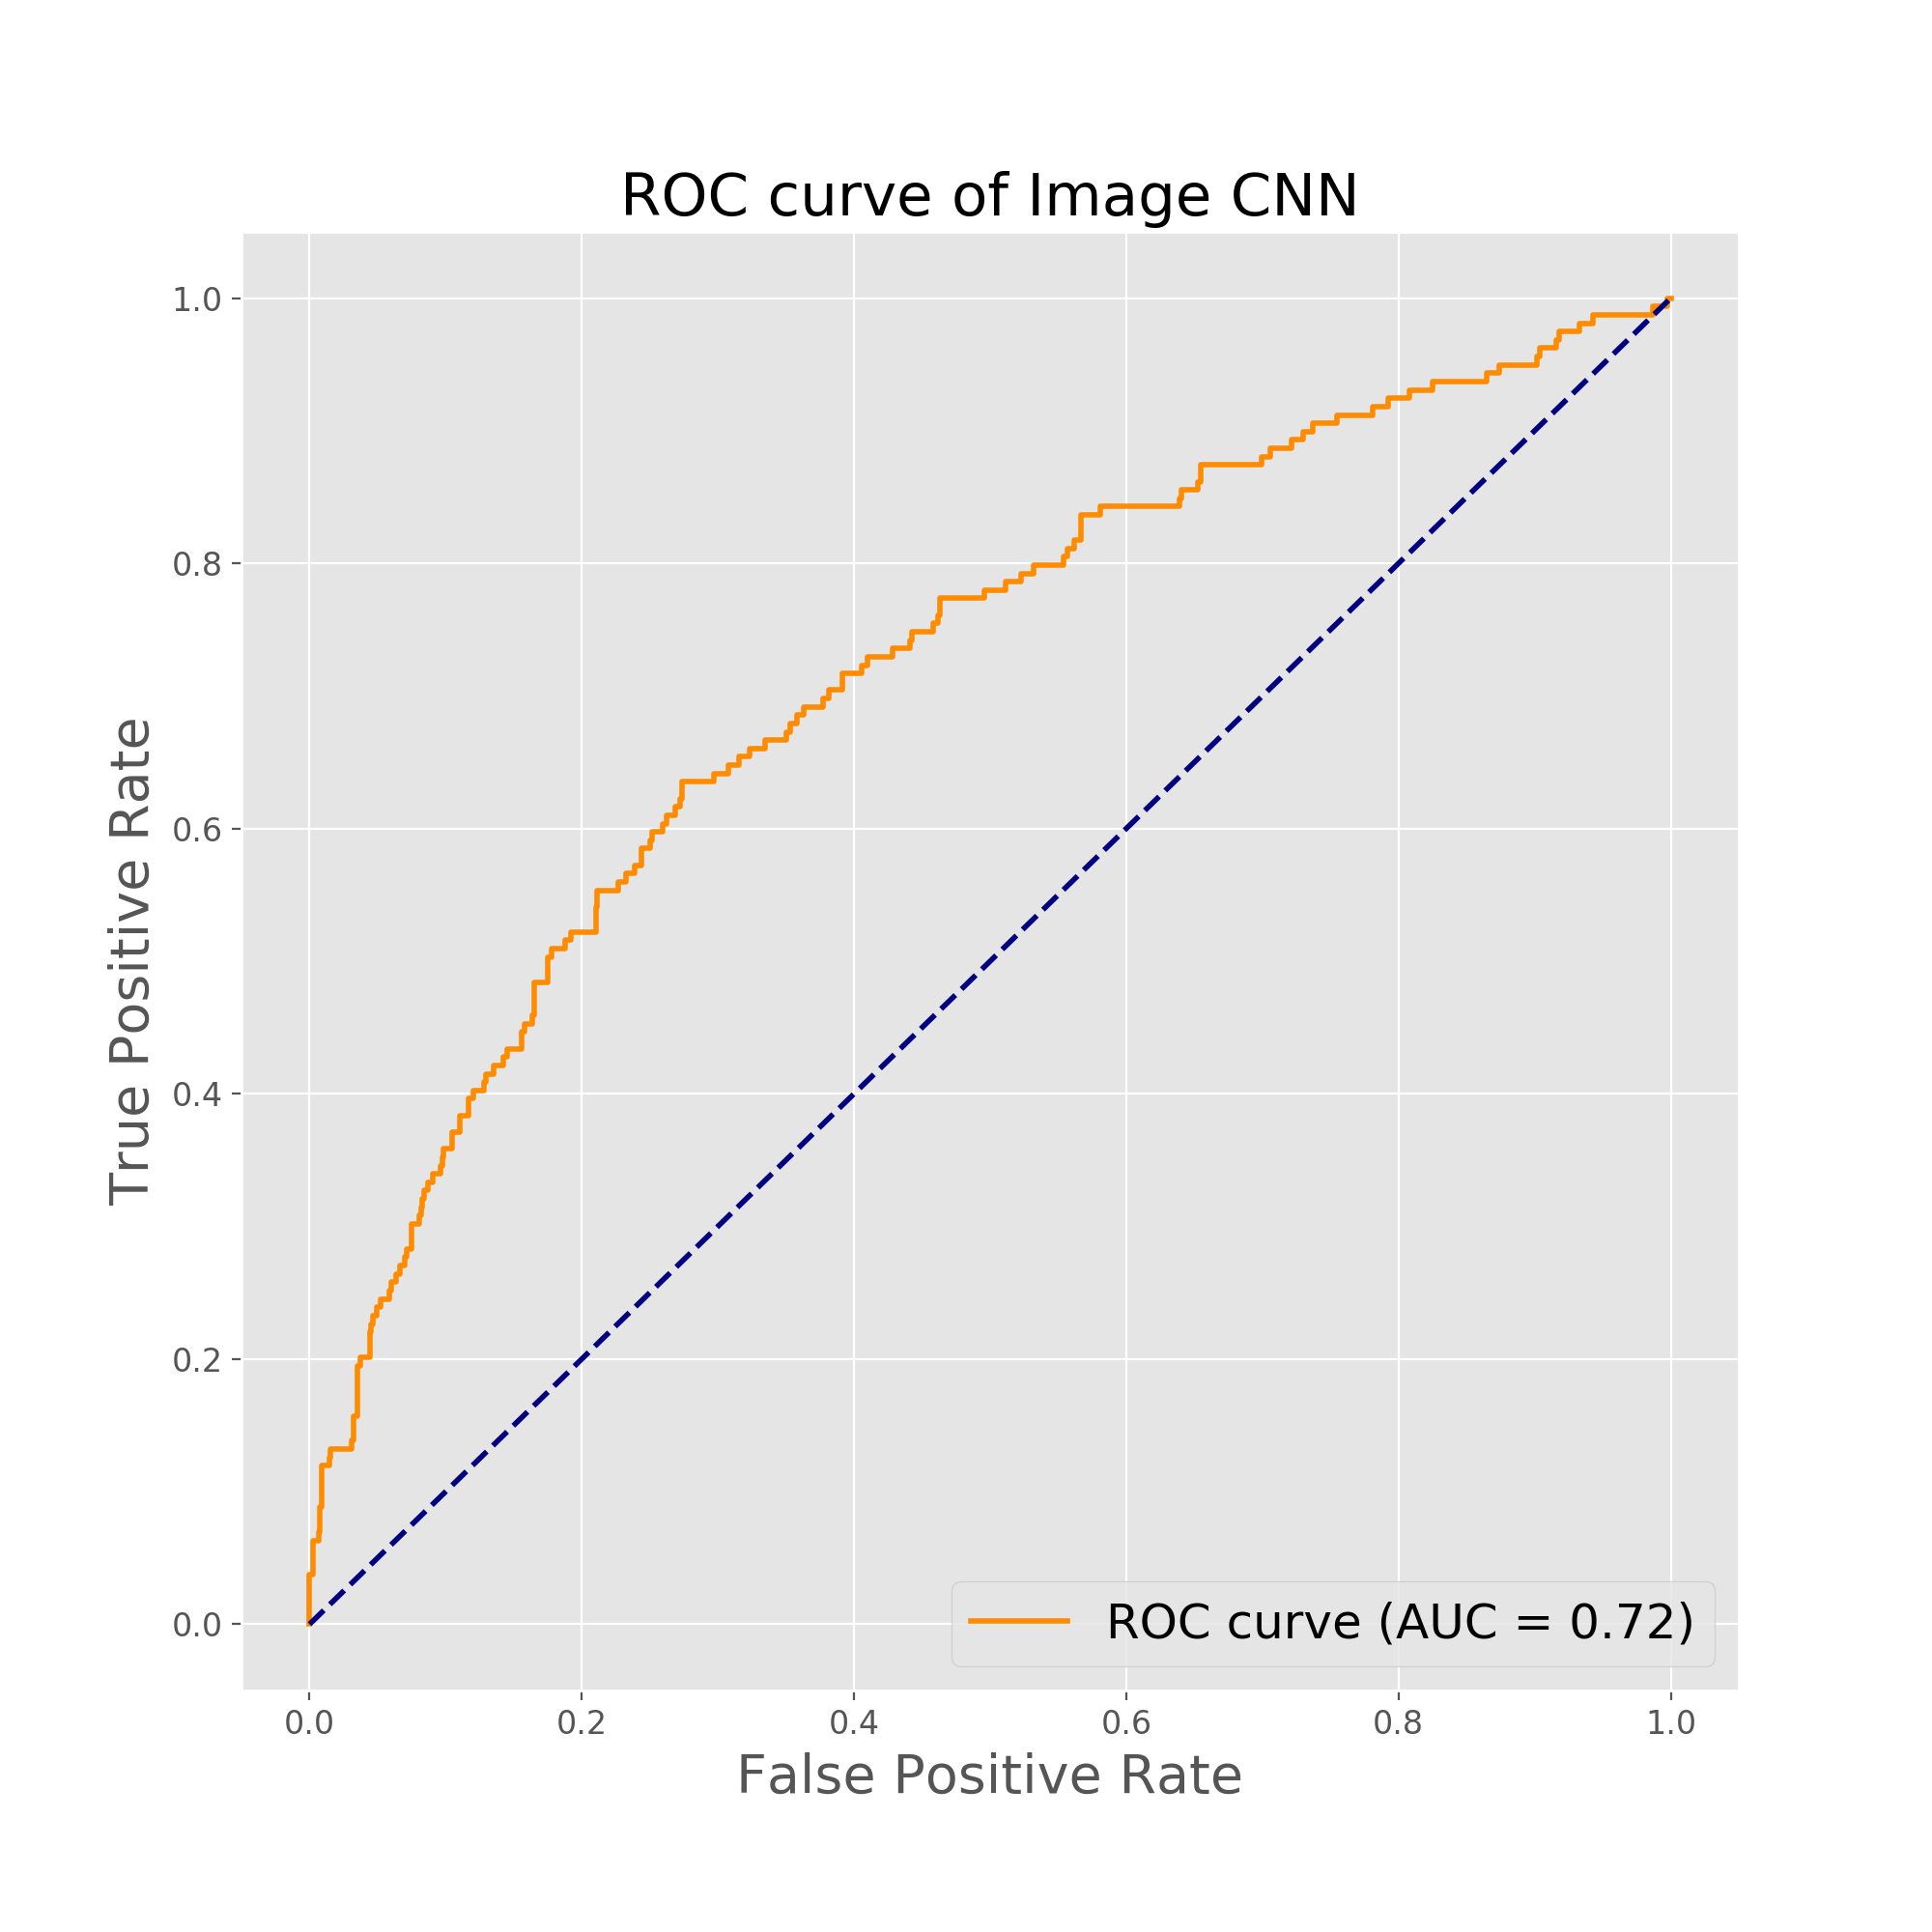 ROC curve of Image CNN
1.0
0.8
0.6
0.4
0.2
0.0
True Positive Rate
ROC curve (AUC = 0.72)
0.0 0.2 0.4 0.6 0.8 1.0
False Positive Rate